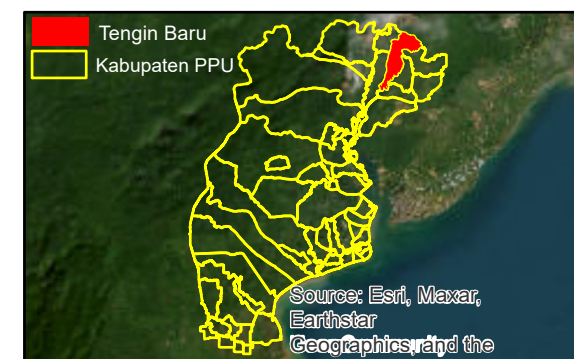 Tengin Baru
Kabupaten PPU
Source: Esri, Maxar,
Earthstar
Geographics, and the